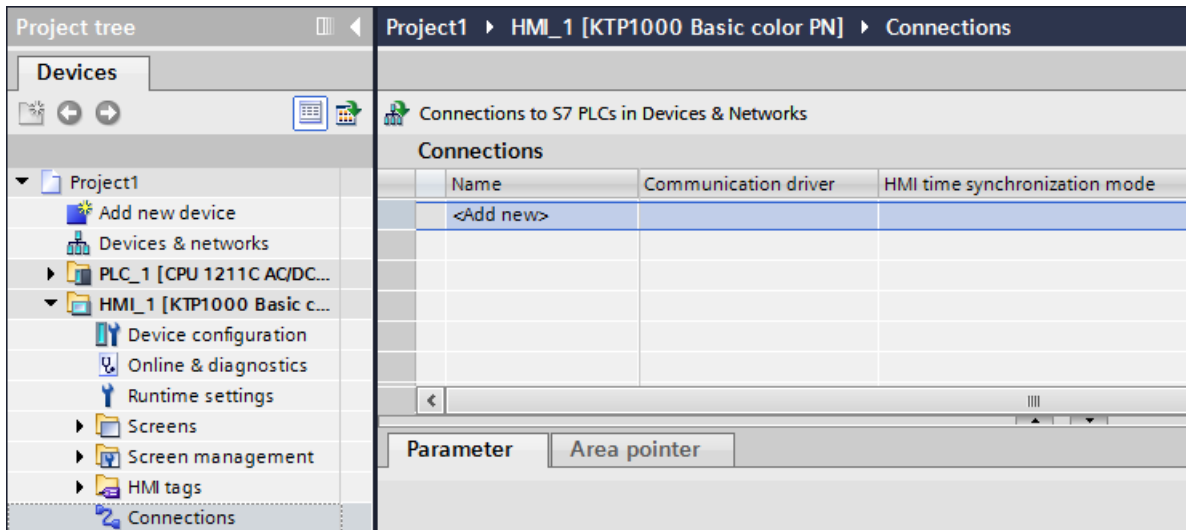 Project tree
Devices
Project1
Add new device
Devices & networks
PLC_1 [CPU 1211C AC/DC...
HMI_1 [KTP1000 Basic c...
Device configuration
Online & diagnostics
Runtime settings
Screens
Screen management
HMI tags
Connections
Project1 HMI_1 [KTP1000 Basic color PN] Connections
Connections to S7 PLCs in Devices & Networks
Connections
Name Communication driver HMI time synchronization mode
<Add new>
Parameter Area pointer